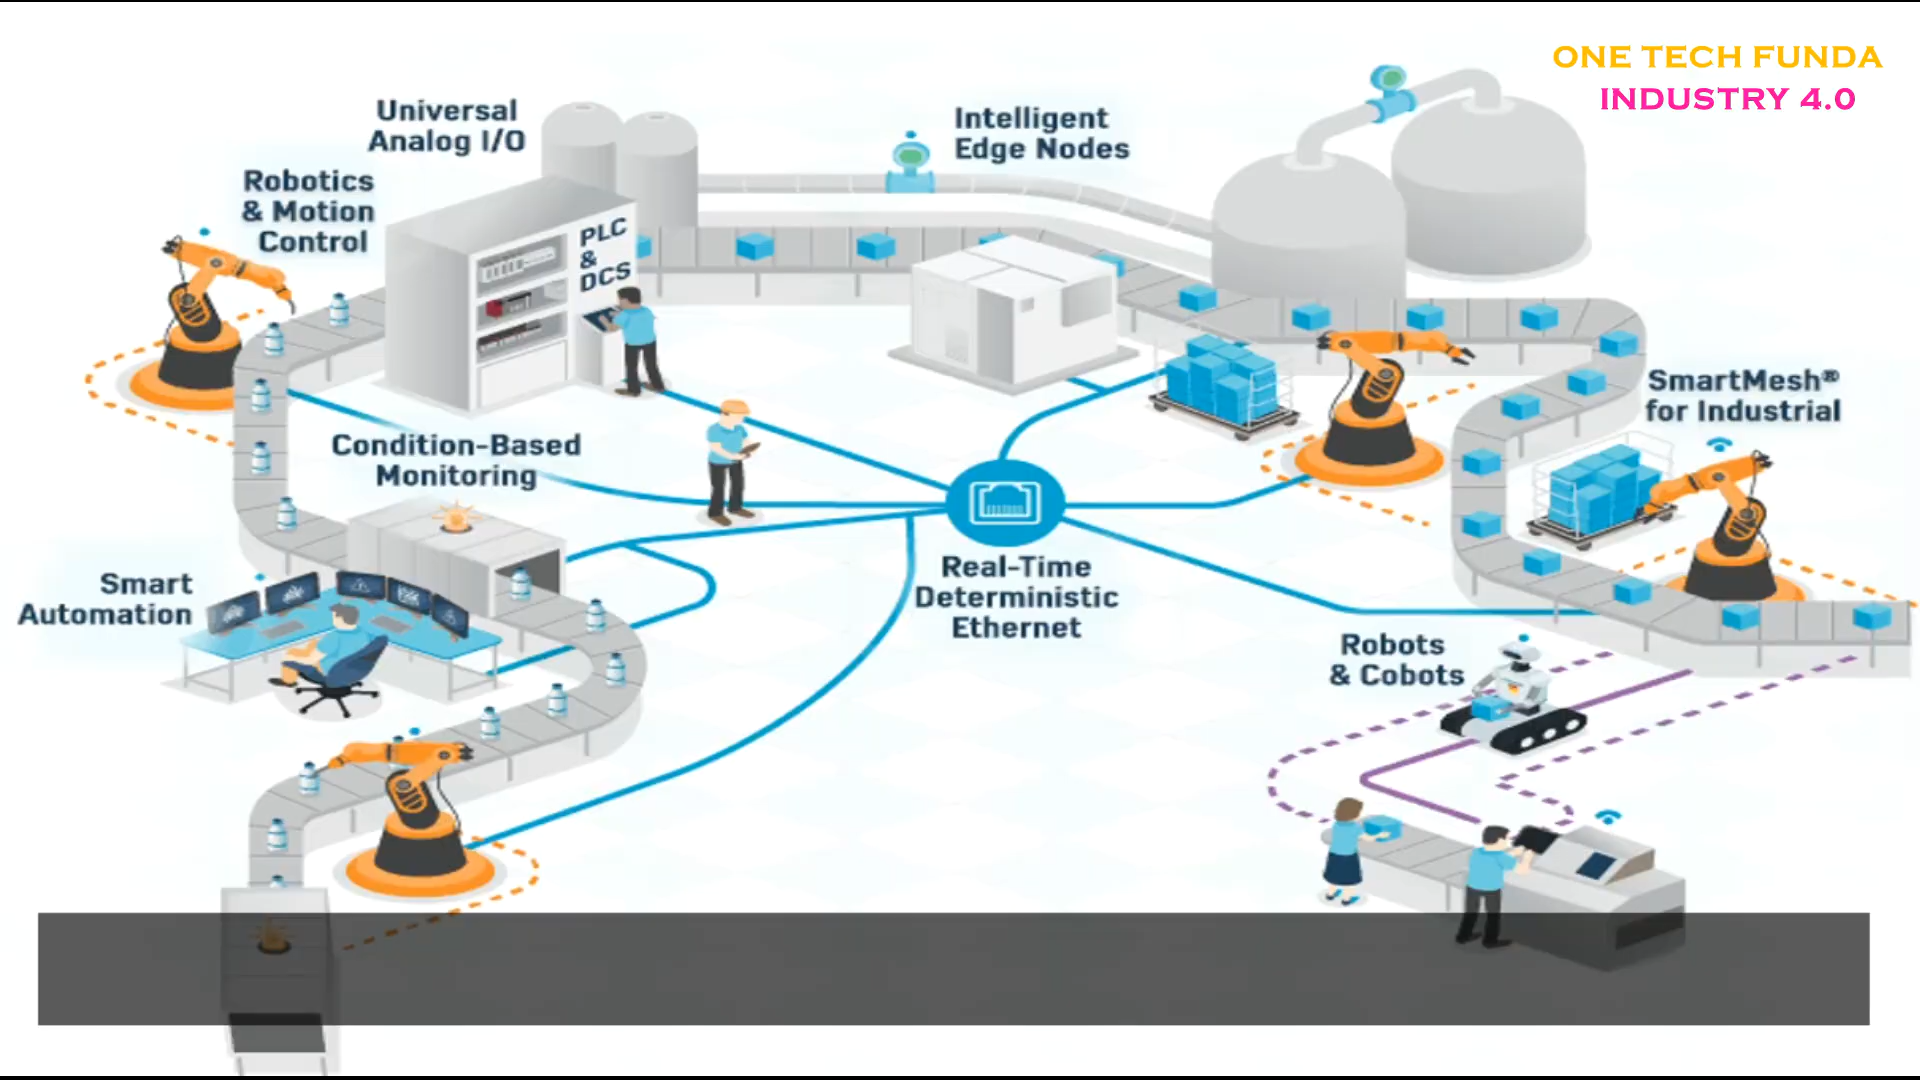 ONE TECH FUNDA
INDUSTRY 4.0
Universal
Analog I/O
Intelligent
Edge Nodes
Robotics
& Motion
Control
PLC
&
DCS
SmartMesh®
for Industrial
Condition-Based
Monitoring
Smart
Automation
Real-Time
Deterministic
Ethernet
Robots
& Cobots